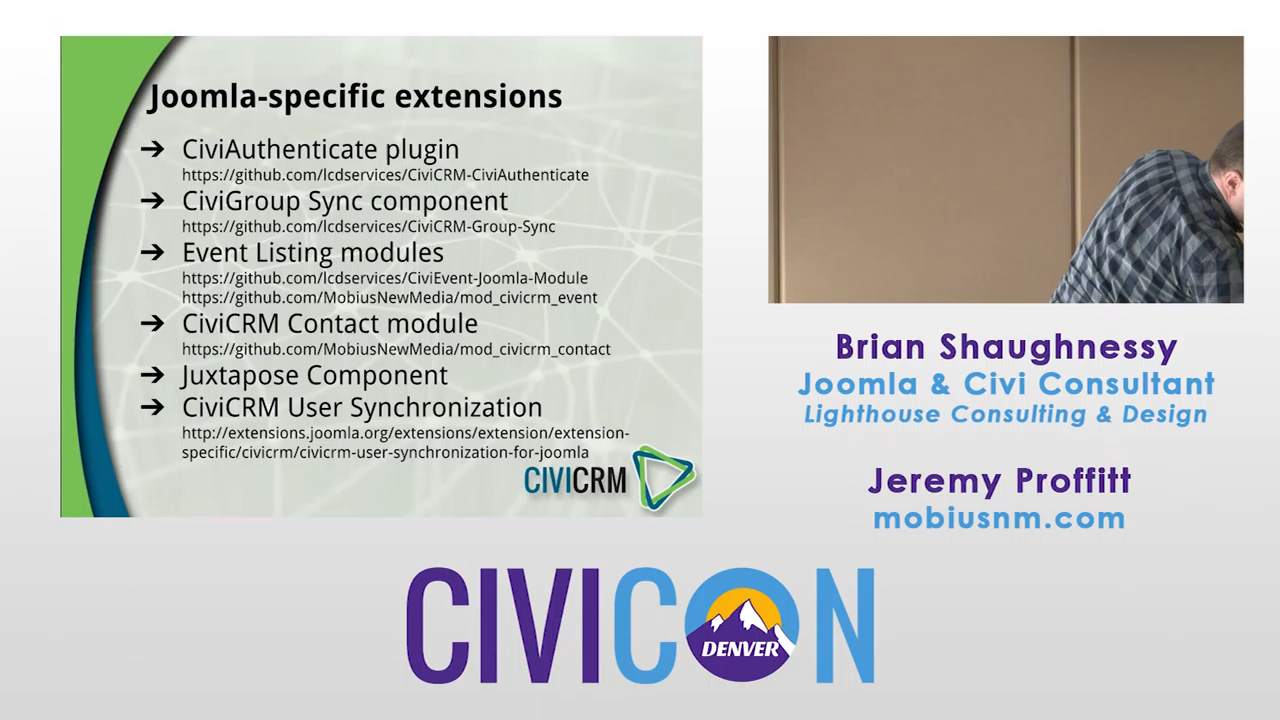 Joomla-specific extensions
➔ CiviAuthenticate plugin
https://github.com/lcdservices/CiviCRM-CiviAuthenticate
➔ CiviGroup Sync component
https://github.com/lcdservices/CiviCRM-Group-Sync
➔ Event Listing modules
https://github.com/lcdservices/CiviEvent-Joomla-Module
https://github.com/MobiusNewMedia/mod_civicrm_event
➔ CiviCRM Contact module
https://github.com/MobiusNewMedia/mod_civicrm_contact
➔ Juxtapose Component
➔ CiviCRM User Synchronization
http://extensions.joomla.org/extensions/extension/extension-
specific/civicrm/civicrm-user-synchronization-for-joomla
CIVICRM
Brian Shaughnessy
Joomla & Civi Consultant
Lighthouse Consulting & Design
Jeremy Proffitt
mobiusnm.com
CIVICON
DENVER